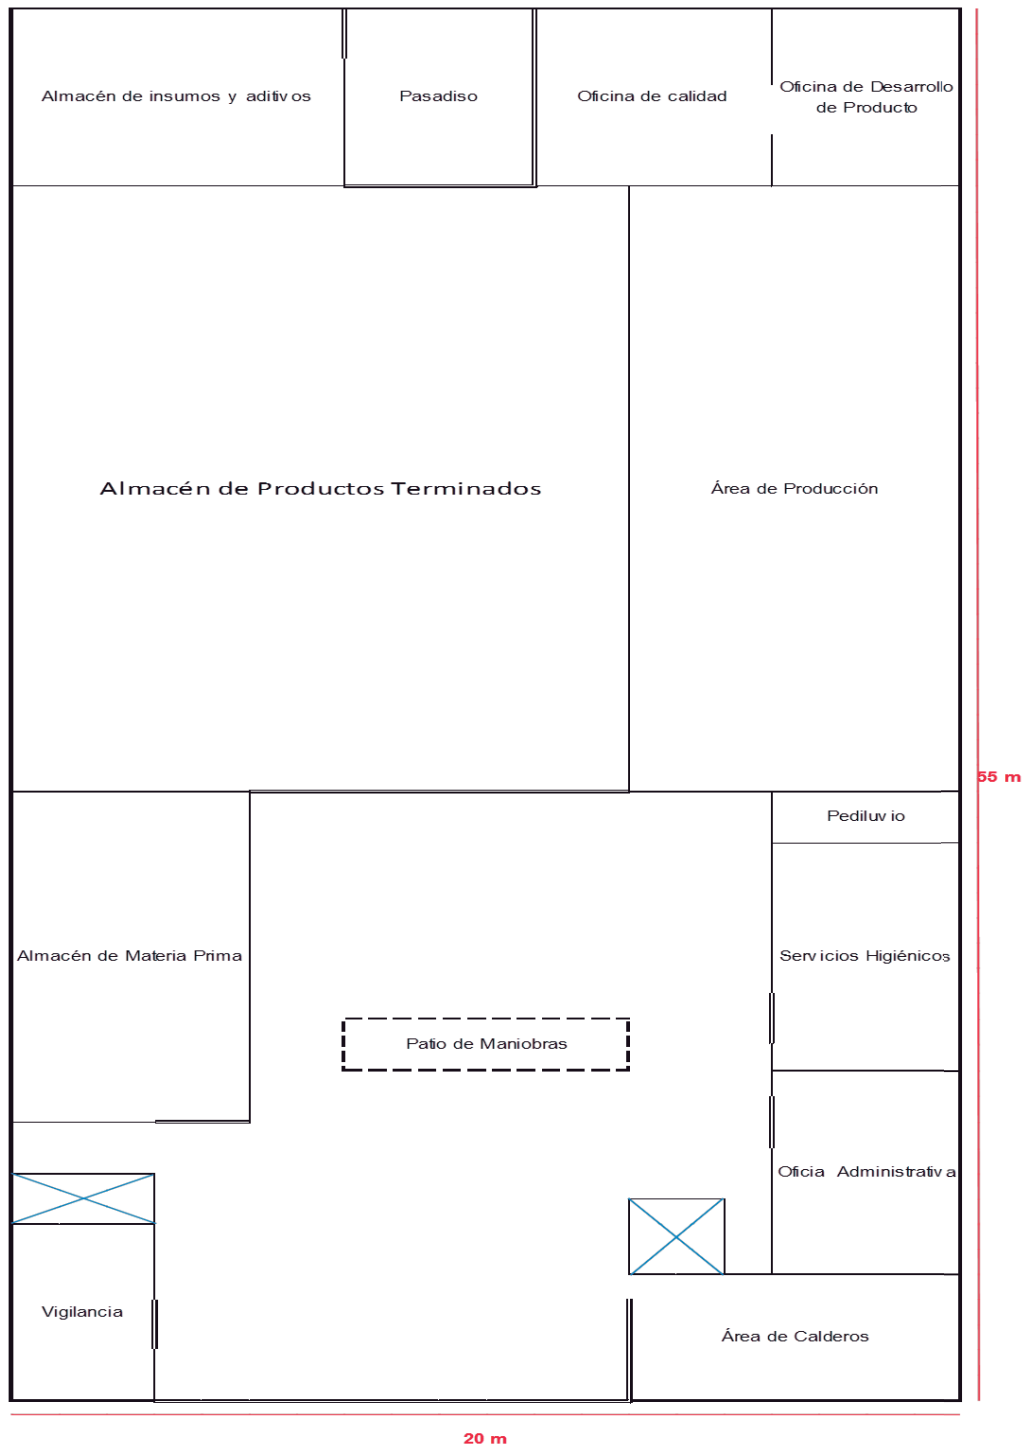 Almacén de insumos y aditivos
Pasadiso
Oficina de calidad
Oficina de Desarrollo
de Producto
Almacén de Productos Terminados
Área de Producción
55 m
Pediluvio
Almacén de Materia Prima
Servicios Higiénicos
Patio de Maniobras
Oficia Administrativa
Vigilancia
Área de Calderos
20 m